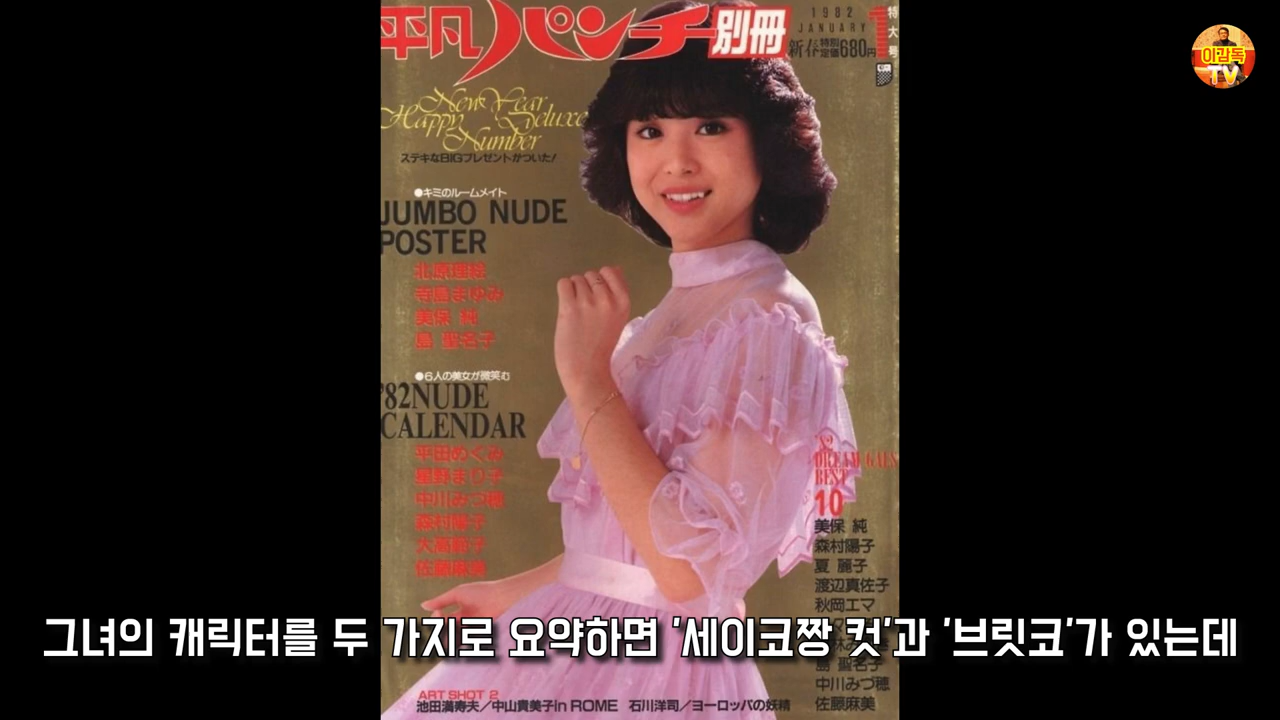 平凡パンチ別冊
1982
JANUARY
新春特別定価680円
1
特大号
이감독
TV
New Year
Happy Deluxe
Number
ステキなBIGプレゼントがついた!
●キミのルームメイト
JUMBO NUDE
POSTER
北原理絵
寺島まゆみ
美保 純
島 聖名子
●6人の美女が微笑む
'82NUDE
CALENDAR
平田めぐみ
星野まり子
中川みづ穂
森村陽子
大高範子
佐藤麻美
'82
DREAM GALS
BEST
10
美保 純
森村陽子
夏 麗子
渡辺真佐子
秋岡エマ
島 聖名子
中川みづ穂
佐藤麻美
그녀의 캐릭터를 두 가지로 요약하면 '세이코짱 컷'과 '브릿코'가 있는데
ART SHOT 2
池田満寿夫/中山貴美子in ROME 石川洋司/ヨーロッパの妖精